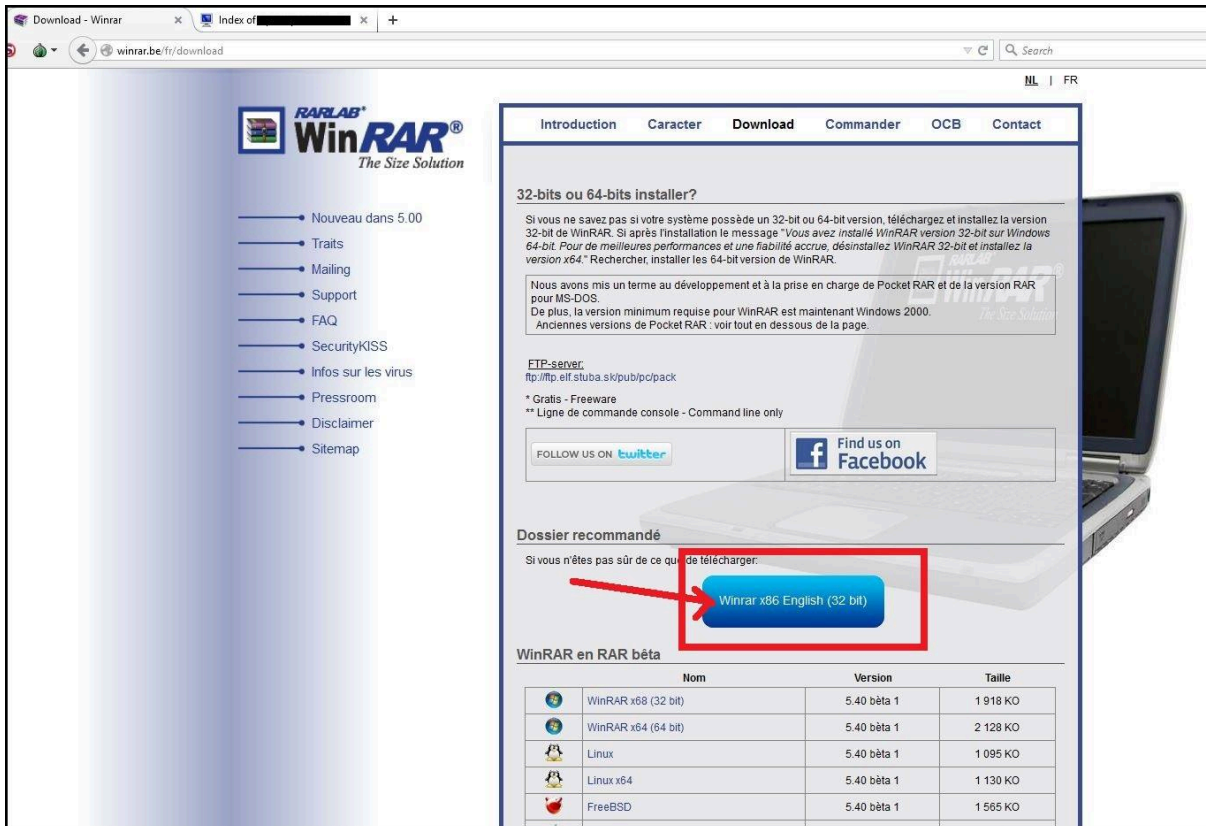 Download - Winrar
Index of
winrar.be/fr/download
Search
NL | FR
RARLAB®
WinRAR®
The Size Solution
Introduction Caracter Download Commander OCB Contact
Nouveau dans 5.00
Traits
Mailing
Support
FAQ
SecurityKISS
Infos sur les virus
Pressroom
Disclaimer
Sitemap
32-bits ou 64-bits installer?
Si vous ne savez pas si votre système possède un 32-bit ou 64-bit version, téléchargez et installez la version
32-bit de WinRAR. Si après l'installation le message "Vous avez installé WinRAR version 32-bit sur Windows
64-bit. Pour de meilleures performances et une fiabilité accrue, désinstallez WinRAR 32-bit et installez la
version x64." Rechercher, installer les 64-bit version de WinRAR.
RARLAB
WinRAR®
The Size Solution
Nous avons mis un terme au développement et à la prise en charge de Pocket RAR et de la version RAR
pour MS-DOS.
De plus, la version minimum requise pour WinRAR est maintenant Windows 2000.
Anciennes versions de Pocket RAR : voir tout en dessous de la page.
FTP-server:
ftp://ftp.elf.stuba.sk/pub/pc/pack
* Gratis - Freeware
** Ligne de commande console - Command line only
FOLLOW US ON twitter
Find us on
Facebook
Dossier recommandé
Si vous n'êtes pas sûr de ce que de télécharger:
Winrar x86 English (32 bit)
WinRAR en RAR bêta
Nom Version Taille
WinRAR x68 (32 bit) 5.40 bèta 1 1 918 KO
WinRAR x64 (64 bit) 5.40 bèta 1 2 128 KO
Linux 5.40 bèta 1 1 095 KO
Linux x64 5.40 bèta 1 1 130 KO
FreeBSD 5.40 bèta 1 1 565 KO